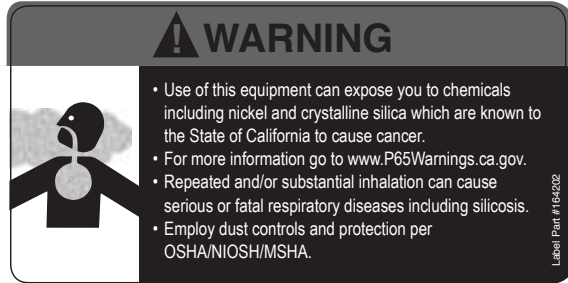 WARNING
• Use of this equipment can expose you to chemicals
including nickel and crystalline silica which are known to
the State of California to cause cancer.
• For more information go to www.P65Warnings.ca.gov.
• Repeated and/or substantial inhalation can cause
serious or fatal respiratory diseases including silicosis.
• Employ dust controls and protection per
OSHA/NIOSH/MSHA.
Label Part #164202